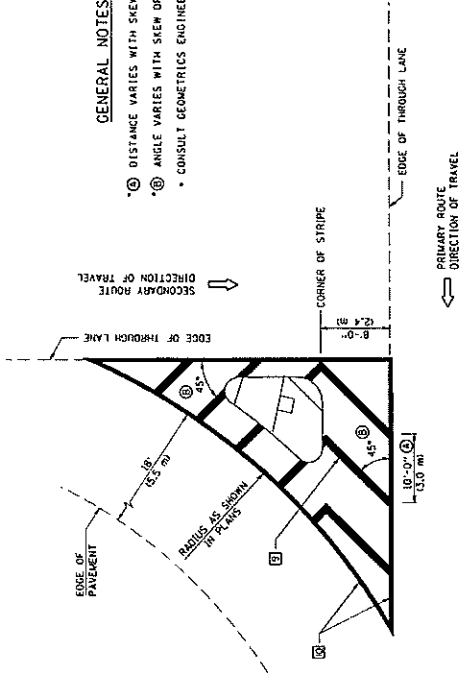 GENERAL NOTES
*Ⓐ DISTANCE VARIES WITH SKEW
*Ⓑ ANGLE VARIES WITH SKEW OR
* CONSULT GEOMETRICS ENGINEE
SECONDARY ROUTE
DIRECTION OF TRAVEL
EDGE OF THROUGH LANE
EDGE OF
PAVEMENT
18'
(5.5 m)
RADIUS AS SHOWN
IN PLANS
Ⓑ
45°
CORNER OF STRIPE
8'-0"
(2.4 m)
Ⓑ
45°
10'-0" Ⓐ
(3.0 m)
9
10
EDGE OF THROUGH LANE
PRIMARY ROUTE
DIRECTION OF TRAVEL